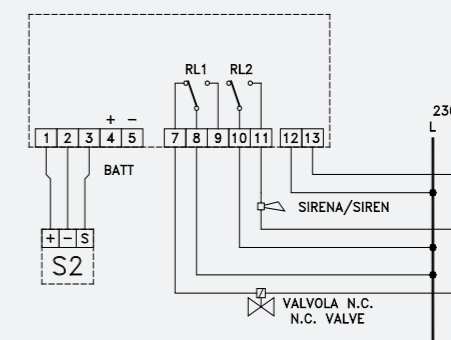 RL1 RL2
+ -
1 2 3 4 5 7 8 9 10 11 12 13
BATT
230
L
SIRENA/SIREN
+ - S
S2
VALVOLA N.C.
N.C. VALVE